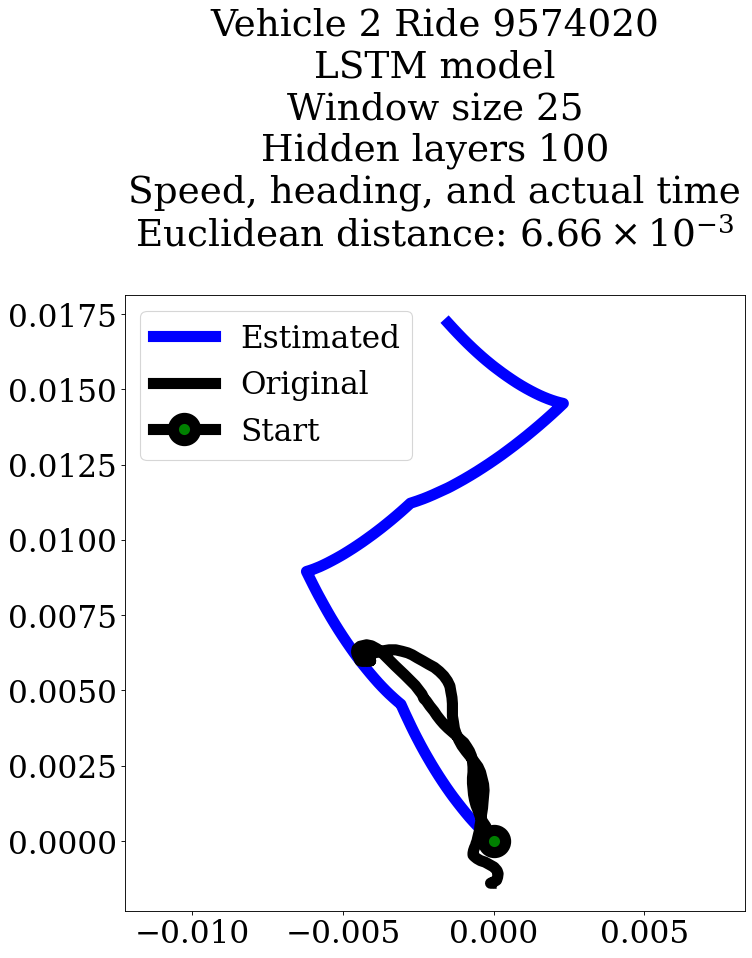 Vehicle 2 Ride 9574020
LSTM model
Window size 25
Hidden layers 100
Speed, heading, and actual time
Euclidean distance: 6.66 × 10⁻³
Estimated
Original
Start
0.0175
0.0150
0.0125
0.0100
0.0075
0.0050
0.0025
0.0000
−0.010 −0.005 0.000 0.005